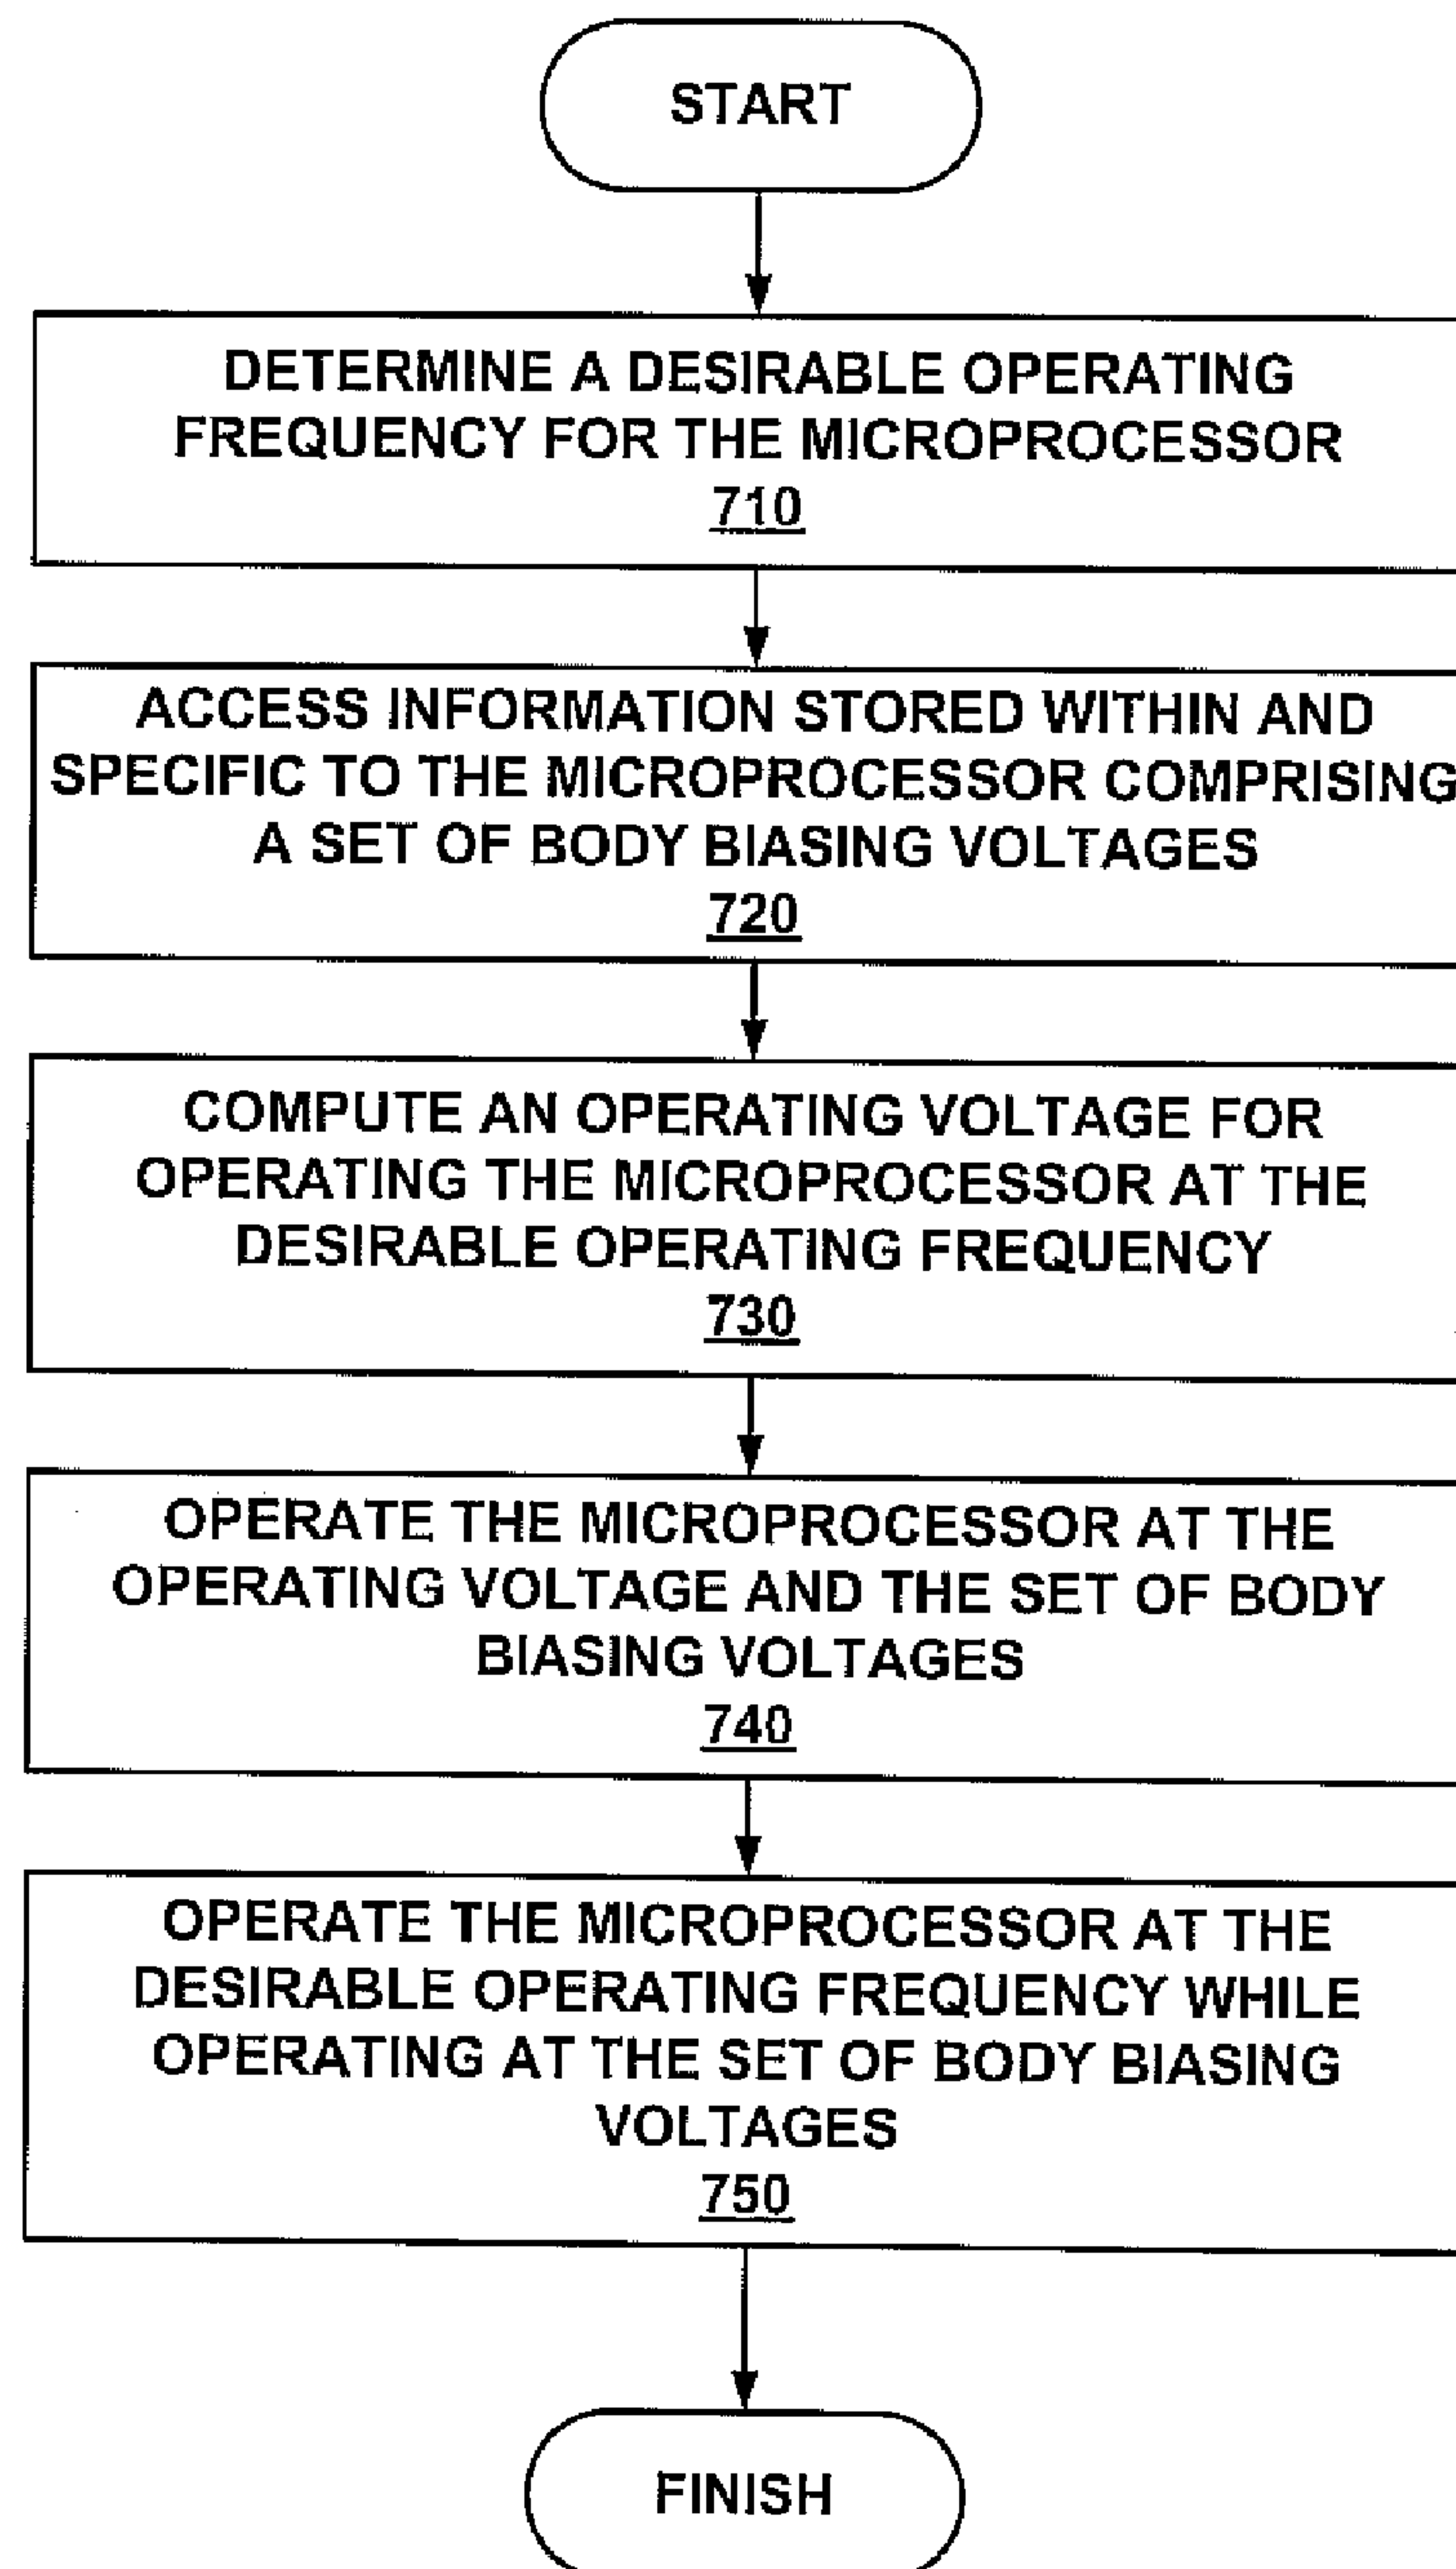 START
DETERMINE A DESIRABLE OPERATING
FREQUENCY FOR THE MICROPROCESSOR
710
ACCESS INFORMATION STORED WITHIN AND
SPECIFIC TO THE MICROPROCESSOR COMPRISING
A SET OF BODY BIASING VOLTAGES
720
COMPUTE AN OPERATING VOLTAGE FOR
OPERATING THE MICROPROCESSOR AT THE
DESIRABLE OPERATING FREQUENCY
730
OPERATE THE MICROPROCESSOR AT THE
OPERATING VOLTAGE AND THE SET OF BODY
BIASING VOLTAGES
740
OPERATE THE MICROPROCESSOR AT THE
DESIRABLE OPERATING FREQUENCY WHILE
OPERATING AT THE SET OF BODY BIASING
VOLTAGES
750
FINISH